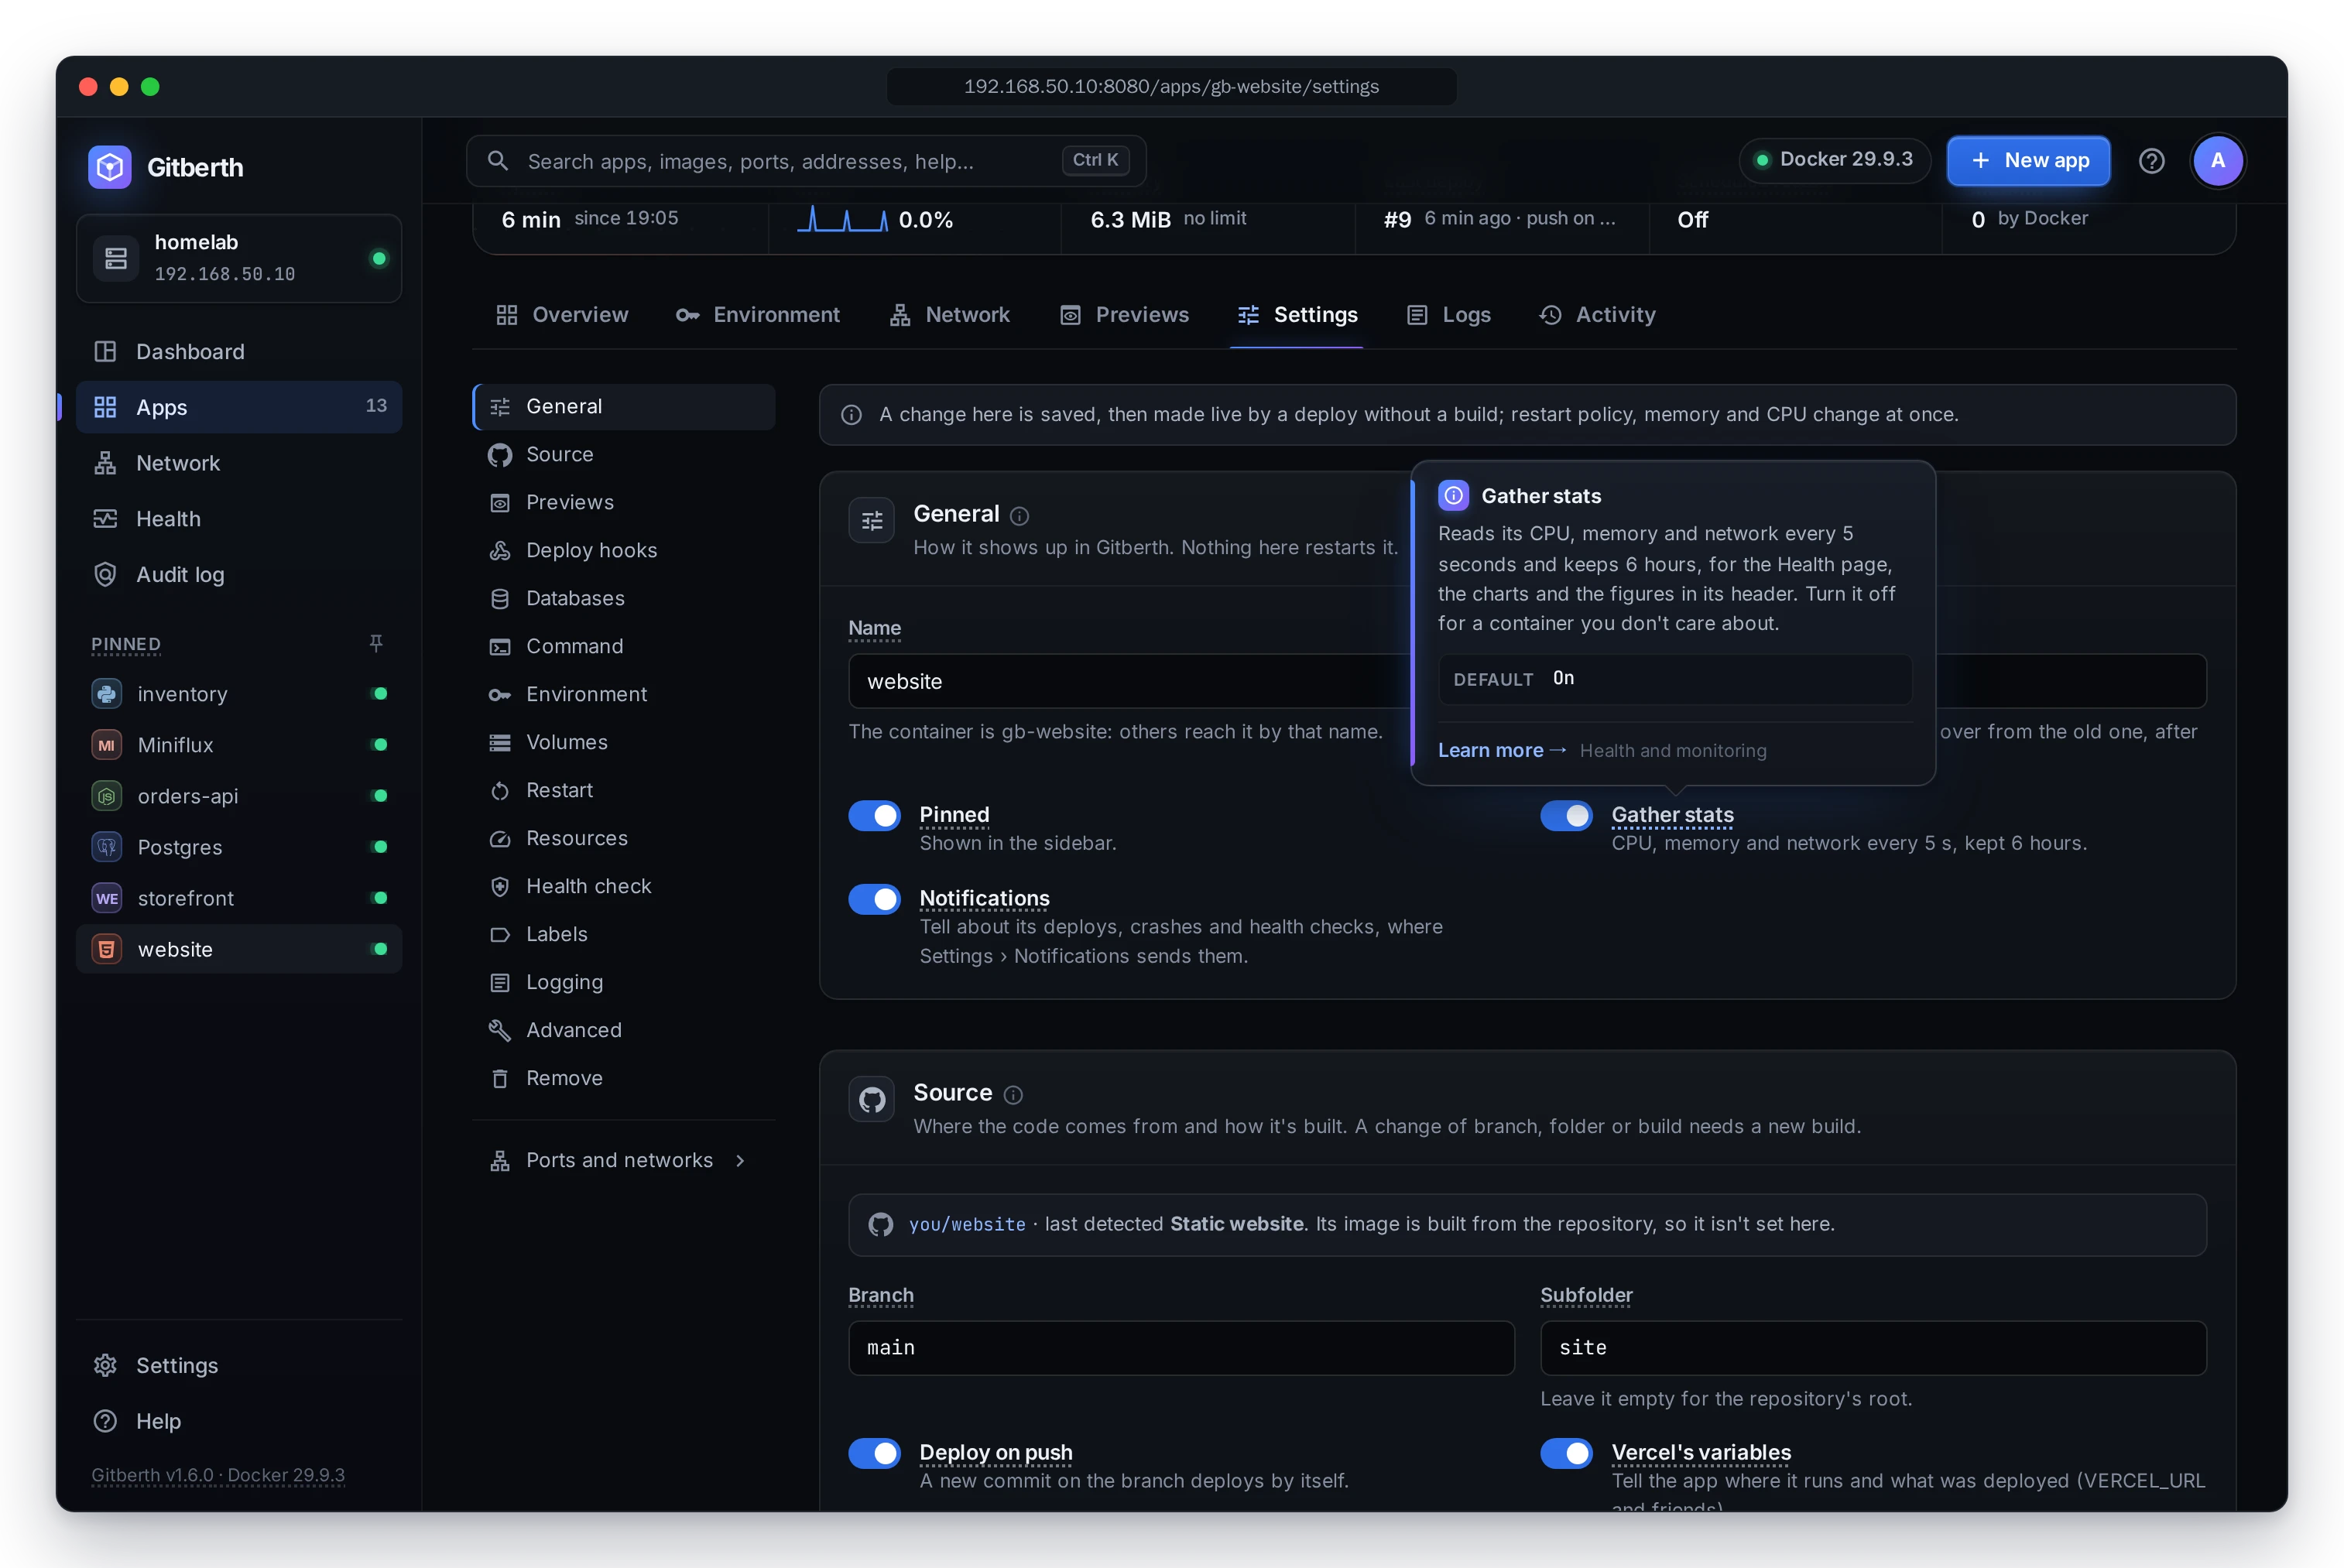 192.168.50.10:8080/apps/gb-website/settings
Gitberth
Search apps, images, ports, addresses, help...
Ctrl K
Docker 29.9.3
New app
A
homelab
192.168.50.10
6 min since 19:05
0.0%
6.3 MiB no limit
#9 6 min ago · push on ...
Off
0 by Docker
Dashboard
Apps 13
Network
Health
Audit log
PINNED
inventory
MI Miniflux
orders-api
Postgres
WE storefront
website
Settings
Help
Gitberth v1.6.0 · Docker 29.9.3
Overview
Environment
Network
Previews
Settings
Logs
Activity
General
Source
Previews
Deploy hooks
Databases
Command
Environment
Volumes
Restart
Resources
Health check
Labels
Logging
Advanced
Remove
Ports and networks
A change here is saved, then made live by a deploy without a build; restart policy, memory and CPU change at once.
General
How it shows up in Gitberth. Nothing here restarts it.
Name
website
The container is gb-website: others reach it by that name.
over from the old one, after
Gather stats
Reads its CPU, memory and network every 5
seconds and keeps 6 hours, for the Health page,
the charts and the figures in its header. Turn it off
for a container you don't care about.
DEFAULT On
Learn more → Health and monitoring
Pinned
Shown in the sidebar.
Gather stats
CPU, memory and network every 5 s, kept 6 hours.
Notifications
Tell about its deploys, crashes and health checks, where
Settings › Notifications sends them.
Source
Where the code comes from and how it's built. A change of branch, folder or build needs a new build.
you/website · last detected Static website. Its image is built from the repository, so it isn't set here.
Branch
main
Subfolder
site
Leave it empty for the repository's root.
Deploy on push
A new commit on the branch deploys by itself.
Vercel's variables
Tell the app where it runs and what was deployed (VERCEL_URL
and friends)